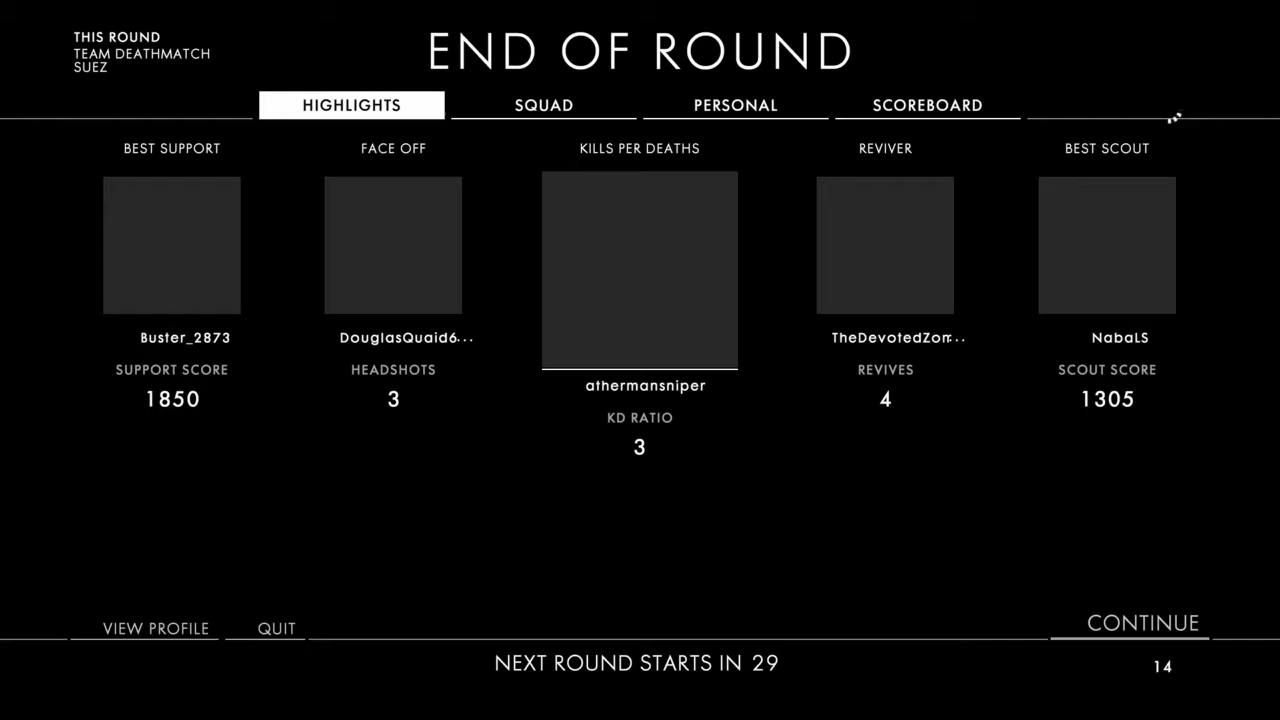 THIS ROUND
TEAM DEATHMATCH
SUEZ
END OF ROUND
HIGHLIGHTS SQUAD PERSONAL SCOREBOARD
BEST SUPPORT FACE OFF KILLS PER DEATHS REVIVER BEST SCOUT
Buster_2873 DouglasQuaid6... TheDevotedZom... NabaLS
SUPPORT SCORE HEADSHOTS REVIVES SCOUT SCORE
1850 3 4 1305
athermansniper
KD RATIO
3
VIEW PROFILE QUIT CONTINUE
NEXT ROUND STARTS IN 29 14